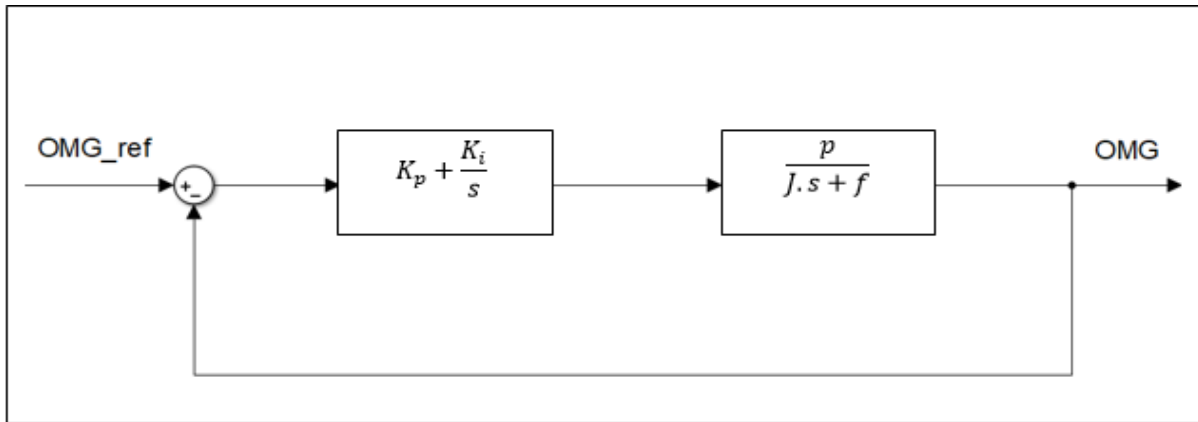 OMG_ref
+
-
K_p + K_i/s
p/(J.s + f)
OMG